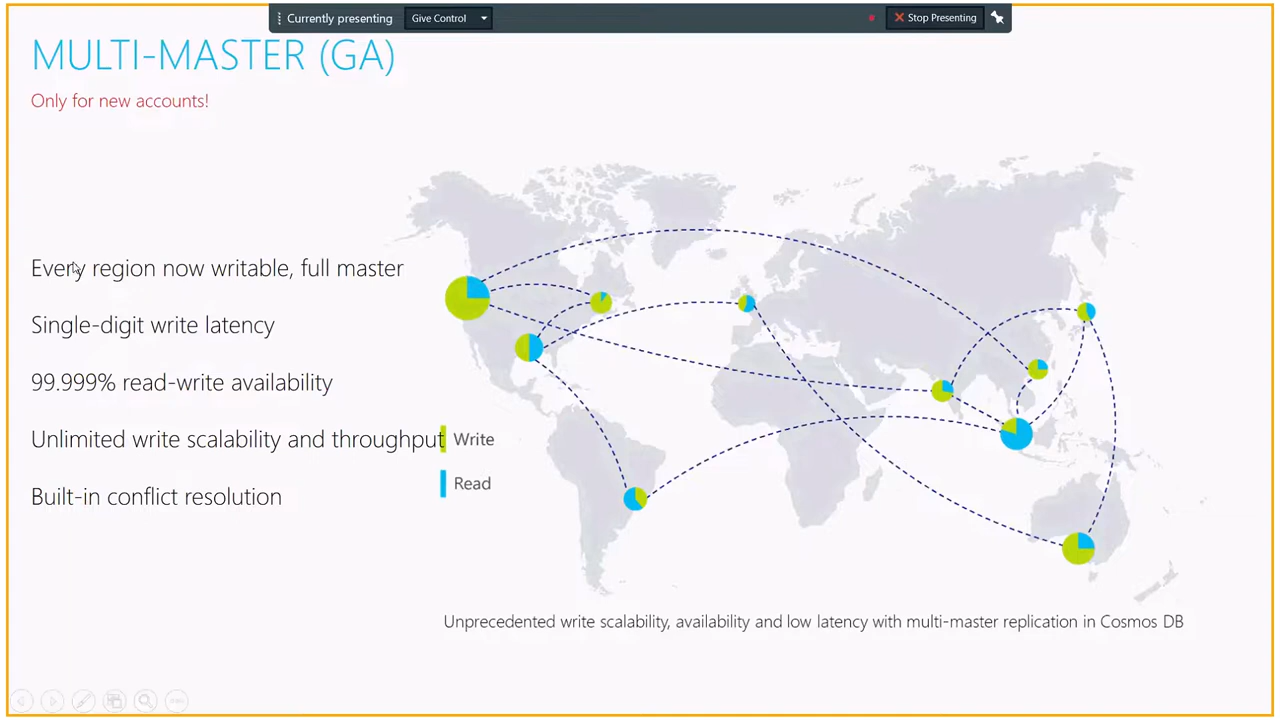 Currently presenting
Give Control
Stop Presenting
MULTI-MASTER (GA)
Only for new accounts!
Every region now writable, full master
Single-digit write latency
99.999% read-write availability
Unlimited write scalability and throughput
Built-in conflict resolution
Write
Read
Unprecedented write scalability, availability and low latency with multi-master replication in Cosmos DB